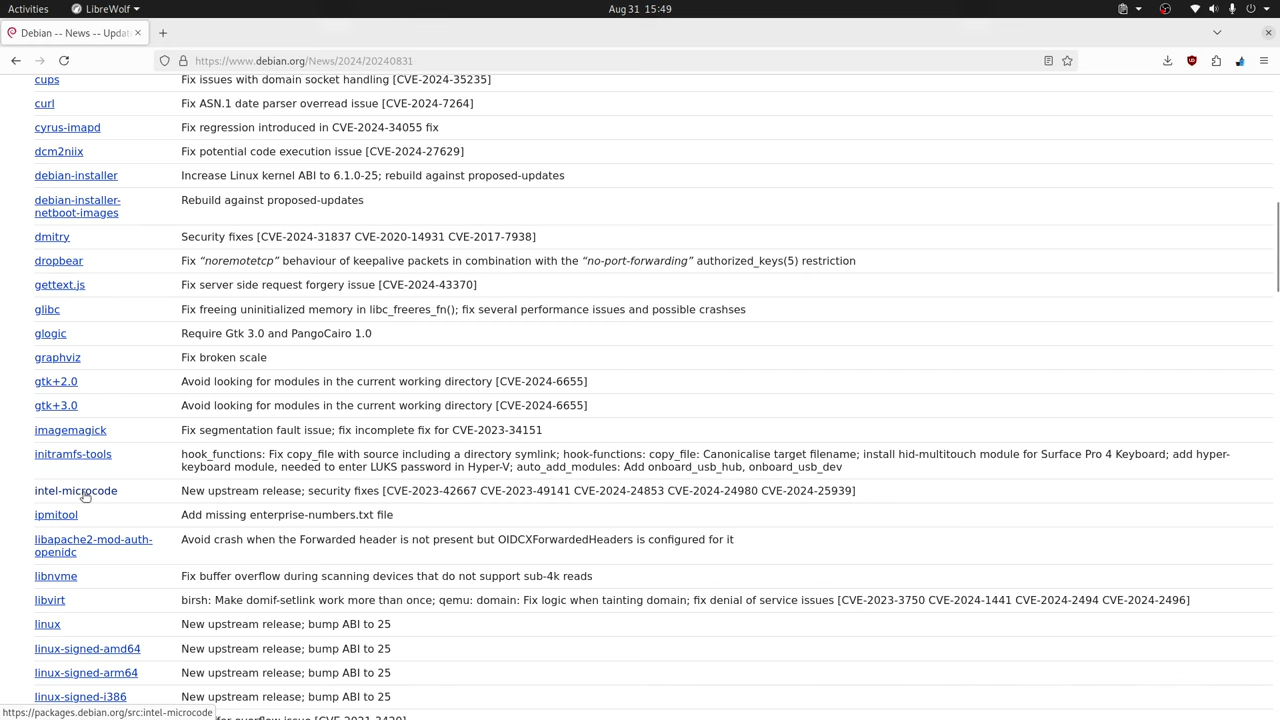 Activities
LibreWolf
Aug 31 15:49
Debian -- News -- Updat
https://www.debian.org/News/2024/20240831
cups Fix issues with domain socket handling [CVE-2024-35235]
curl Fix ASN.1 date parser overread issue [CVE-2024-7264]
cyrus-imapd Fix regression introduced in CVE-2024-34055 fix
dcm2niix Fix potential code execution issue [CVE-2024-27629]
debian-installer Increase Linux kernel ABI to 6.1.0-25; rebuild against proposed-updates
debian-installer- Rebuild against proposed-updates
netboot-images
dmitry Security fixes [CVE-2024-31837 CVE-2020-14931 CVE-2017-7938]
dropbear Fix “noremotetcp” behaviour of keepalive packets in combination with the “no-port-forwarding” authorized_keys(5) restriction
gettext.js Fix server side request forgery issue [CVE-2024-43370]
glibc Fix freeing uninitialized memory in libc_freeres_fn(); fix several performance issues and possible crashses
glogic Require Gtk 3.0 and PangoCairo 1.0
graphviz Fix broken scale
gtk+2.0 Avoid looking for modules in the current working directory [CVE-2024-6655]
gtk+3.0 Avoid looking for modules in the current working directory [CVE-2024-6655]
imagemagick Fix segmentation fault issue; fix incomplete fix for CVE-2023-34151
initramfs-tools hook_functions: Fix copy_file with source including a directory symlink; hook-functions: copy_file: Canonicalise target filename; install hid-multitouch module for Surface Pro 4 Keyboard; add hyper-
keyboard module, needed to enter LUKS password in Hyper-V; auto_add_modules: Add onboard_usb_hub, onboard_usb_dev
intel-microcode New upstream release; security fixes [CVE-2023-42667 CVE-2023-49141 CVE-2024-24853 CVE-2024-24980 CVE-2024-25939]
ipmitool Add missing enterprise-numbers.txt file
libapache2-mod-auth- Avoid crash when the Forwarded header is not present but OIDCXForwardedHeaders is configured for it
openidc
libnvme Fix buffer overflow during scanning devices that do not support sub-4k reads
libvirt birsh: Make domif-setlink work more than once; qemu: domain: Fix logic when tainting domain; fix denial of service issues [CVE-2023-3750 CVE-2024-1441 CVE-2024-2494 CVE-2024-2496]
linux New upstream release; bump ABI to 25
linux-signed-amd64 New upstream release; bump ABI to 25
linux-signed-arm64 New upstream release; bump ABI to 25
linux-signed-i386 New upstream release; bump ABI to 25
https://packages.debian.org/src:intel-microcode